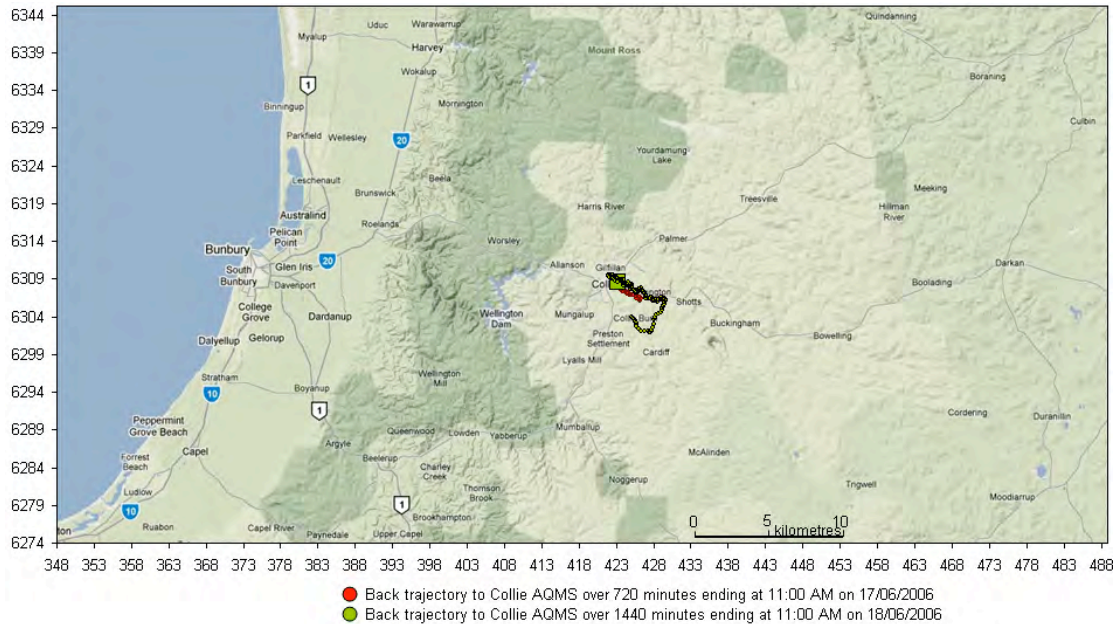 6344
Uduc
Warawarrup
Quindanning
Myalup
Harvey
6339
Mount Ross
Wokalup
6334
1
Boraning
Binningup
Mornington
6329
Parkfield
Wellesley
Culbin
20
Yourdamung
Lake
6324
Leschenault
Beela
Meeking
Brunswick
Treesville
6319
Harris River
Hillman
River
Australind
Roelands
Pelican
Point
6314
Worsley
Palmer
Bunbury
Glen Iris
20
Allanson
Darkan
6309
South
Bunbury
Davenport
Shotts
Boolading
College
Grove
Wellington
Dam
6304
Dardanup
Mungalup
Buckingham
Preston
Settlement
Bowelling
Dalyellup
Gelorup
6299
Lyalls Mill
Cardiff
Stratham
Wellington
Mill
6294
10
Boyanup
1
Cordering
Duranillin
Peppermint
Grove Beach
6289
Queenwood
Lowden
Yabberup
Mumballup
Argyle
Capel
McAlinden
6284
Forrest
Beach
Beelerup
Charley
Creek
Noggerup
Trigwell
Ludlow
Thomson
Brook
Moodiarrup
6279
10
1
0 5 10
Ruabon
Capel River
Brookhampton
kilometres
Paynedale
Upper Capel
6274
348 353 358 363 368 373 378 383 388 393 398 403 408 413 418 423 428 433 438 443 448 453 458 463 468 473 478 483 488
Back trajectory to Collie AQMS over 720 minutes ending at 11:00 AM on 17/06/2006
Back trajectory to Collie AQMS over 1440 minutes ending at 11:00 AM on 18/06/2006